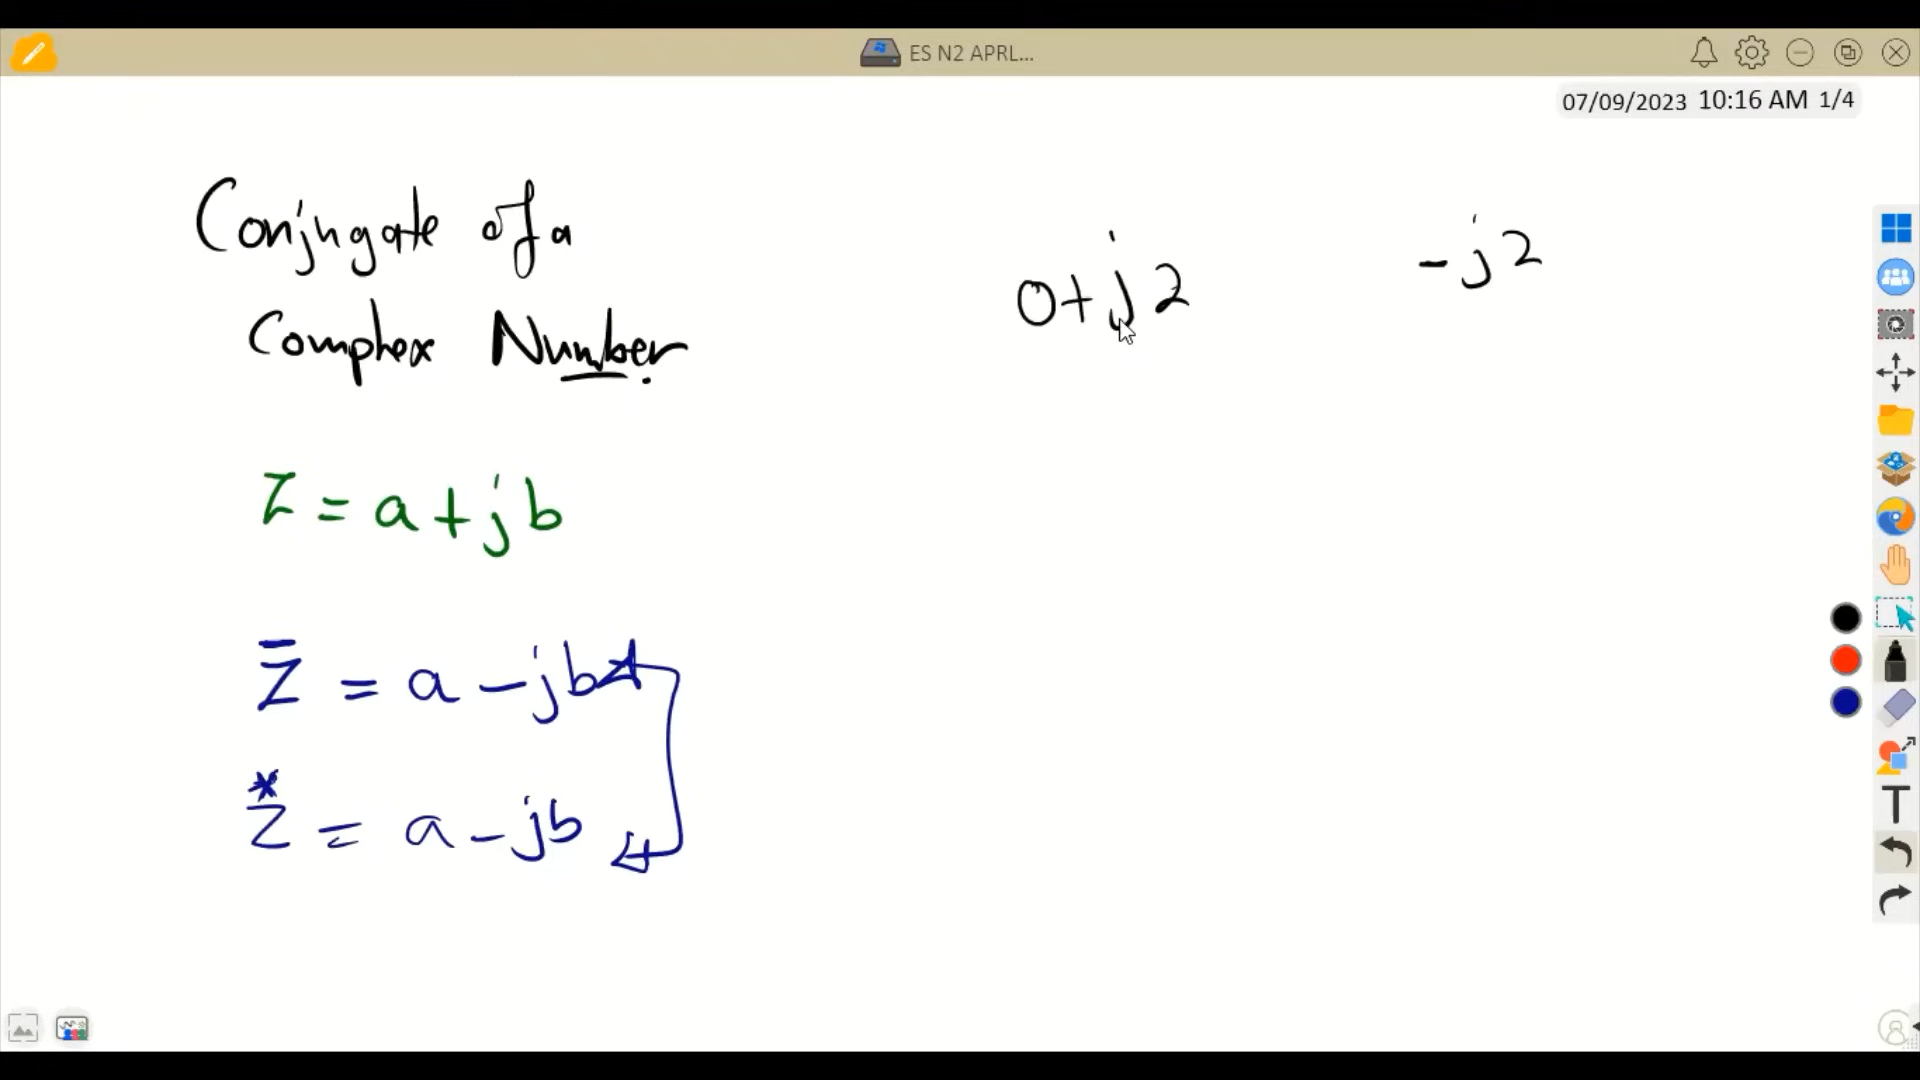 ES N2 APRL...
07/09/2023 10:16 AM 1/4
Conjugate of a
Complex Number
0+j2
-j2
Z = a+jb
Z̄ = a-jb
Z* = a-jb
T